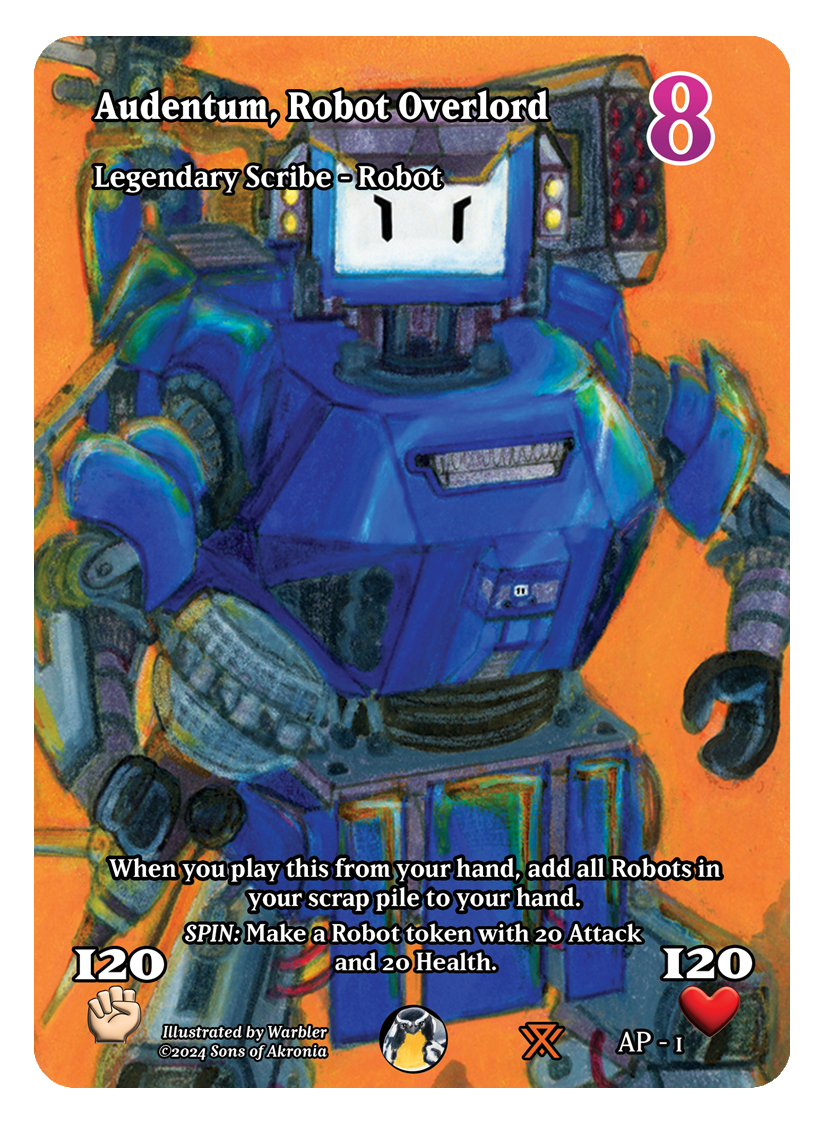 Audentum, Robot Overlord
8
Legendary Scribe - Robot
When you play this from your hand, add all Robots in
your scrap pile to your hand.
SPIN: Make a Robot token with 20 Attack
and 20 Health.
120
120
Illustrated by Warbler
©2024 Sons of Akronia
AP - 1